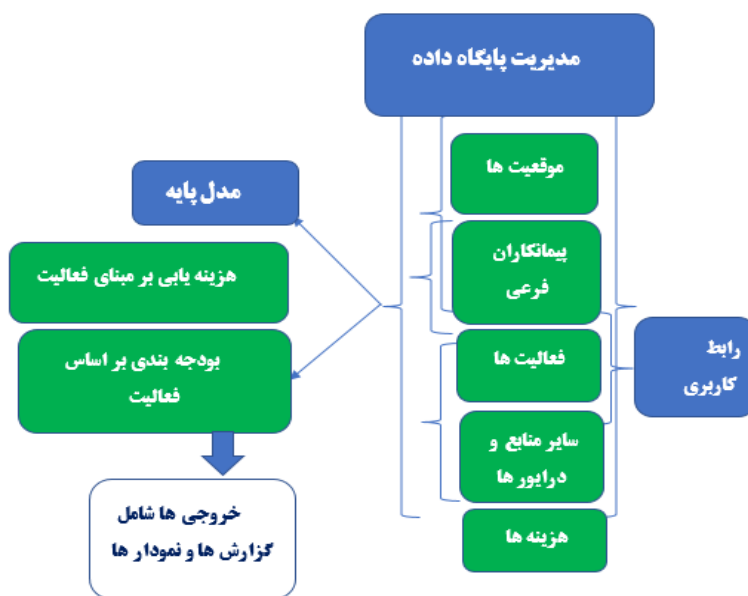 مدیریت پایگاه داده
موقعیت ها
پیمانکاران
فرعی
فعالیت ها
سایر منابع و
درایور ها
هزینه ها
رابط
کاربری
مدل پایه
هزینه یابی بر مبنای فعالیت
بودجه بندی بر اساس
فعالیت
خروجی ها شامل
گزارش ها و نمودار ها